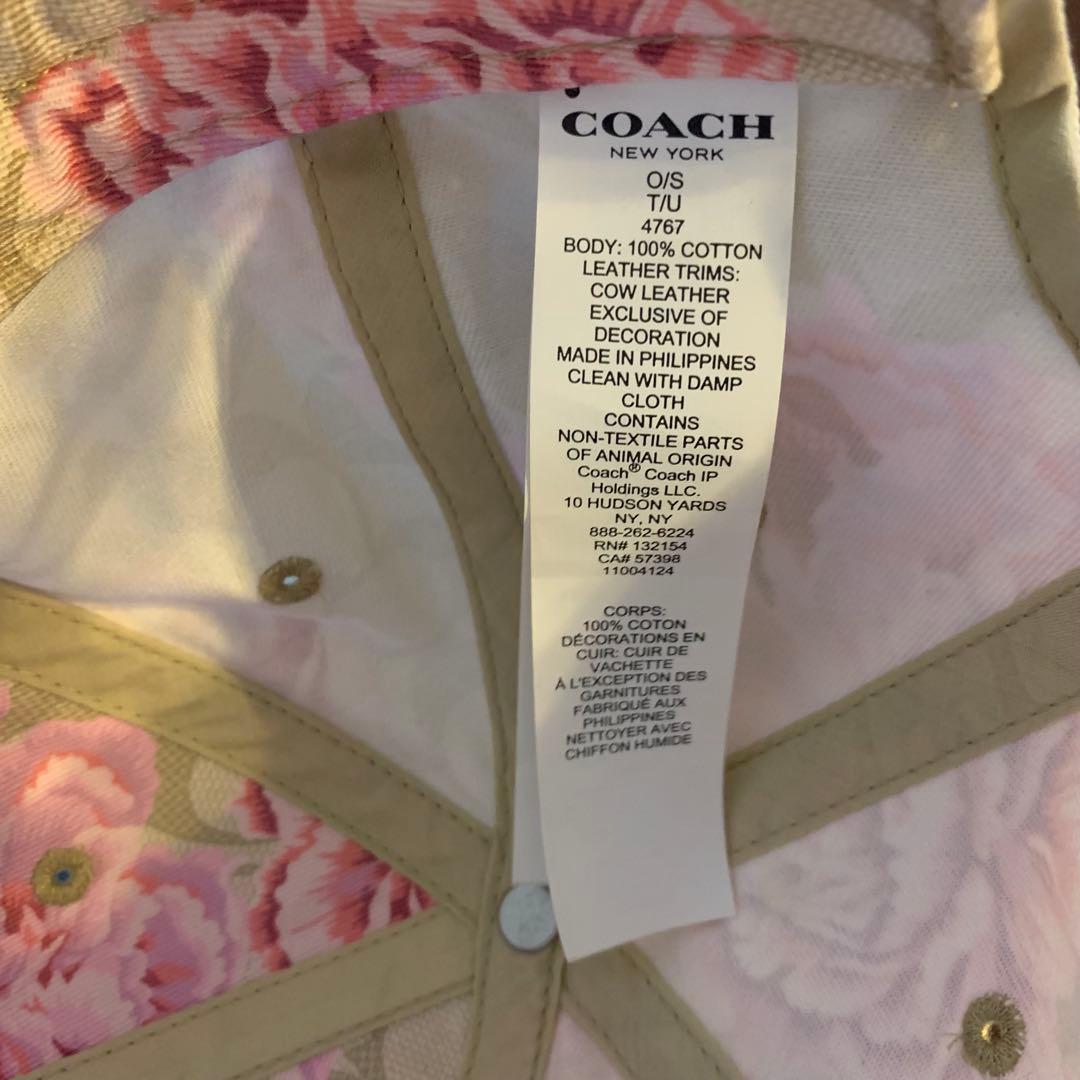 COACH
NEW YORK
O/S
T/U
4767
BODY: 100% COTTON
LEATHER TRIMS:
COW LEATHER
EXCLUSIVE OF
DECORATION
MADE IN PHILIPPINES
CLEAN WITH DAMP
CLOTH
CONTAINS
NON-TEXTILE PARTS
OF ANIMAL ORIGIN
Coach® Coach IP
Holdings LLC.
10 HUDSON YARDS
NY, NY
888-262-6224
RN# 132154
CA# 57398
11004124
CORPS:
100% COTON
DÉCORATIONS EN
CUIR: CUIR DE
VACHETTE
À L'EXCEPTION DES
GARNITURES
FABRIQUÉ AUX
PHILIPPINES
NETTOYER AVEC
CHIFFON HUMIDE